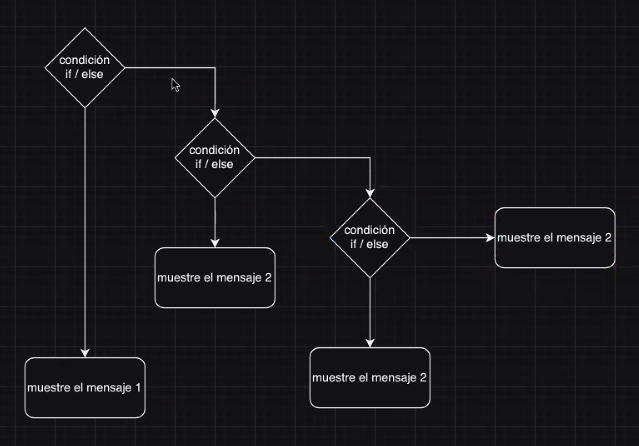 condición
if / else
condición
if / else
condición
if / else
muestre el mensaje 2
muestre el mensaje 2
muestre el mensaje 2
muestre el mensaje 1